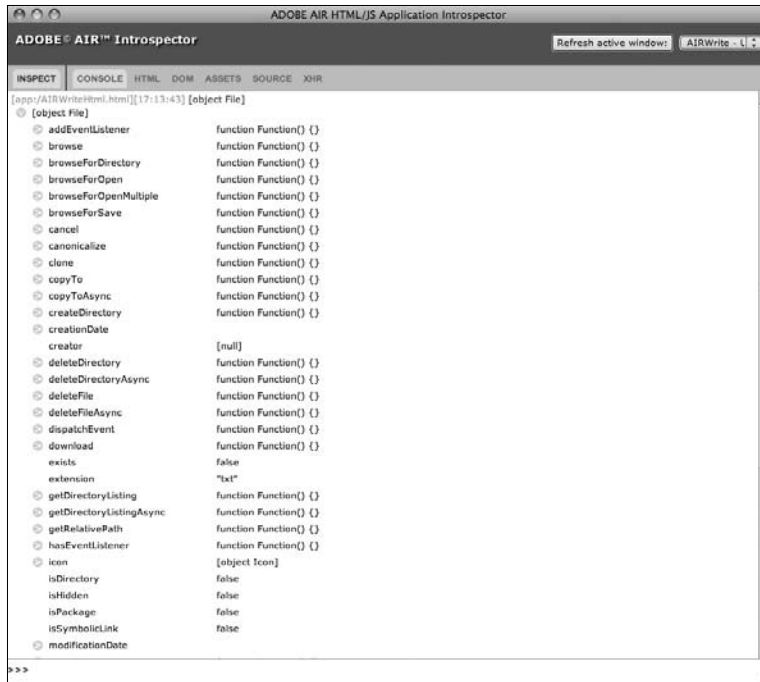 ADOBE AIR HTML/JS Application Introspector
ADOBE® AIR™ Introspector
Refresh active window: AIRWrite - U
INSPECT CONSOLE HTML DOM ASSETS SOURCE XHR
[app:/AIRWriteHtml.html][17:13:43] [object File]
[object File]
addEventListener function Function() {}
browse function Function() {}
browseForDirectory function Function() {}
browseForOpen function Function() {}
browseForOpenMultiple function Function() {}
browseForSave function Function() {}
cancel function Function() {}
canonicalize function Function() {}
clone function Function() {}
copyTo function Function() {}
copyToAsync function Function() {}
createDirectory function Function() {}
creationDate
creator [null]
deleteDirectory function Function() {}
deleteDirectoryAsync function Function() {}
deleteFile function Function() {}
deleteFileAsync function Function() {}
dispatchEvent function Function() {}
download function Function() {}
exists false
extension "txt"
getDirectoryListing function Function() {}
getDirectoryListingAsync function Function() {}
getRelativePath function Function() {}
hasEventListener function Function() {}
icon [object Icon]
isDirectory false
isHidden false
isPackage false
isSymbolicLink false
modificationDate
>>>